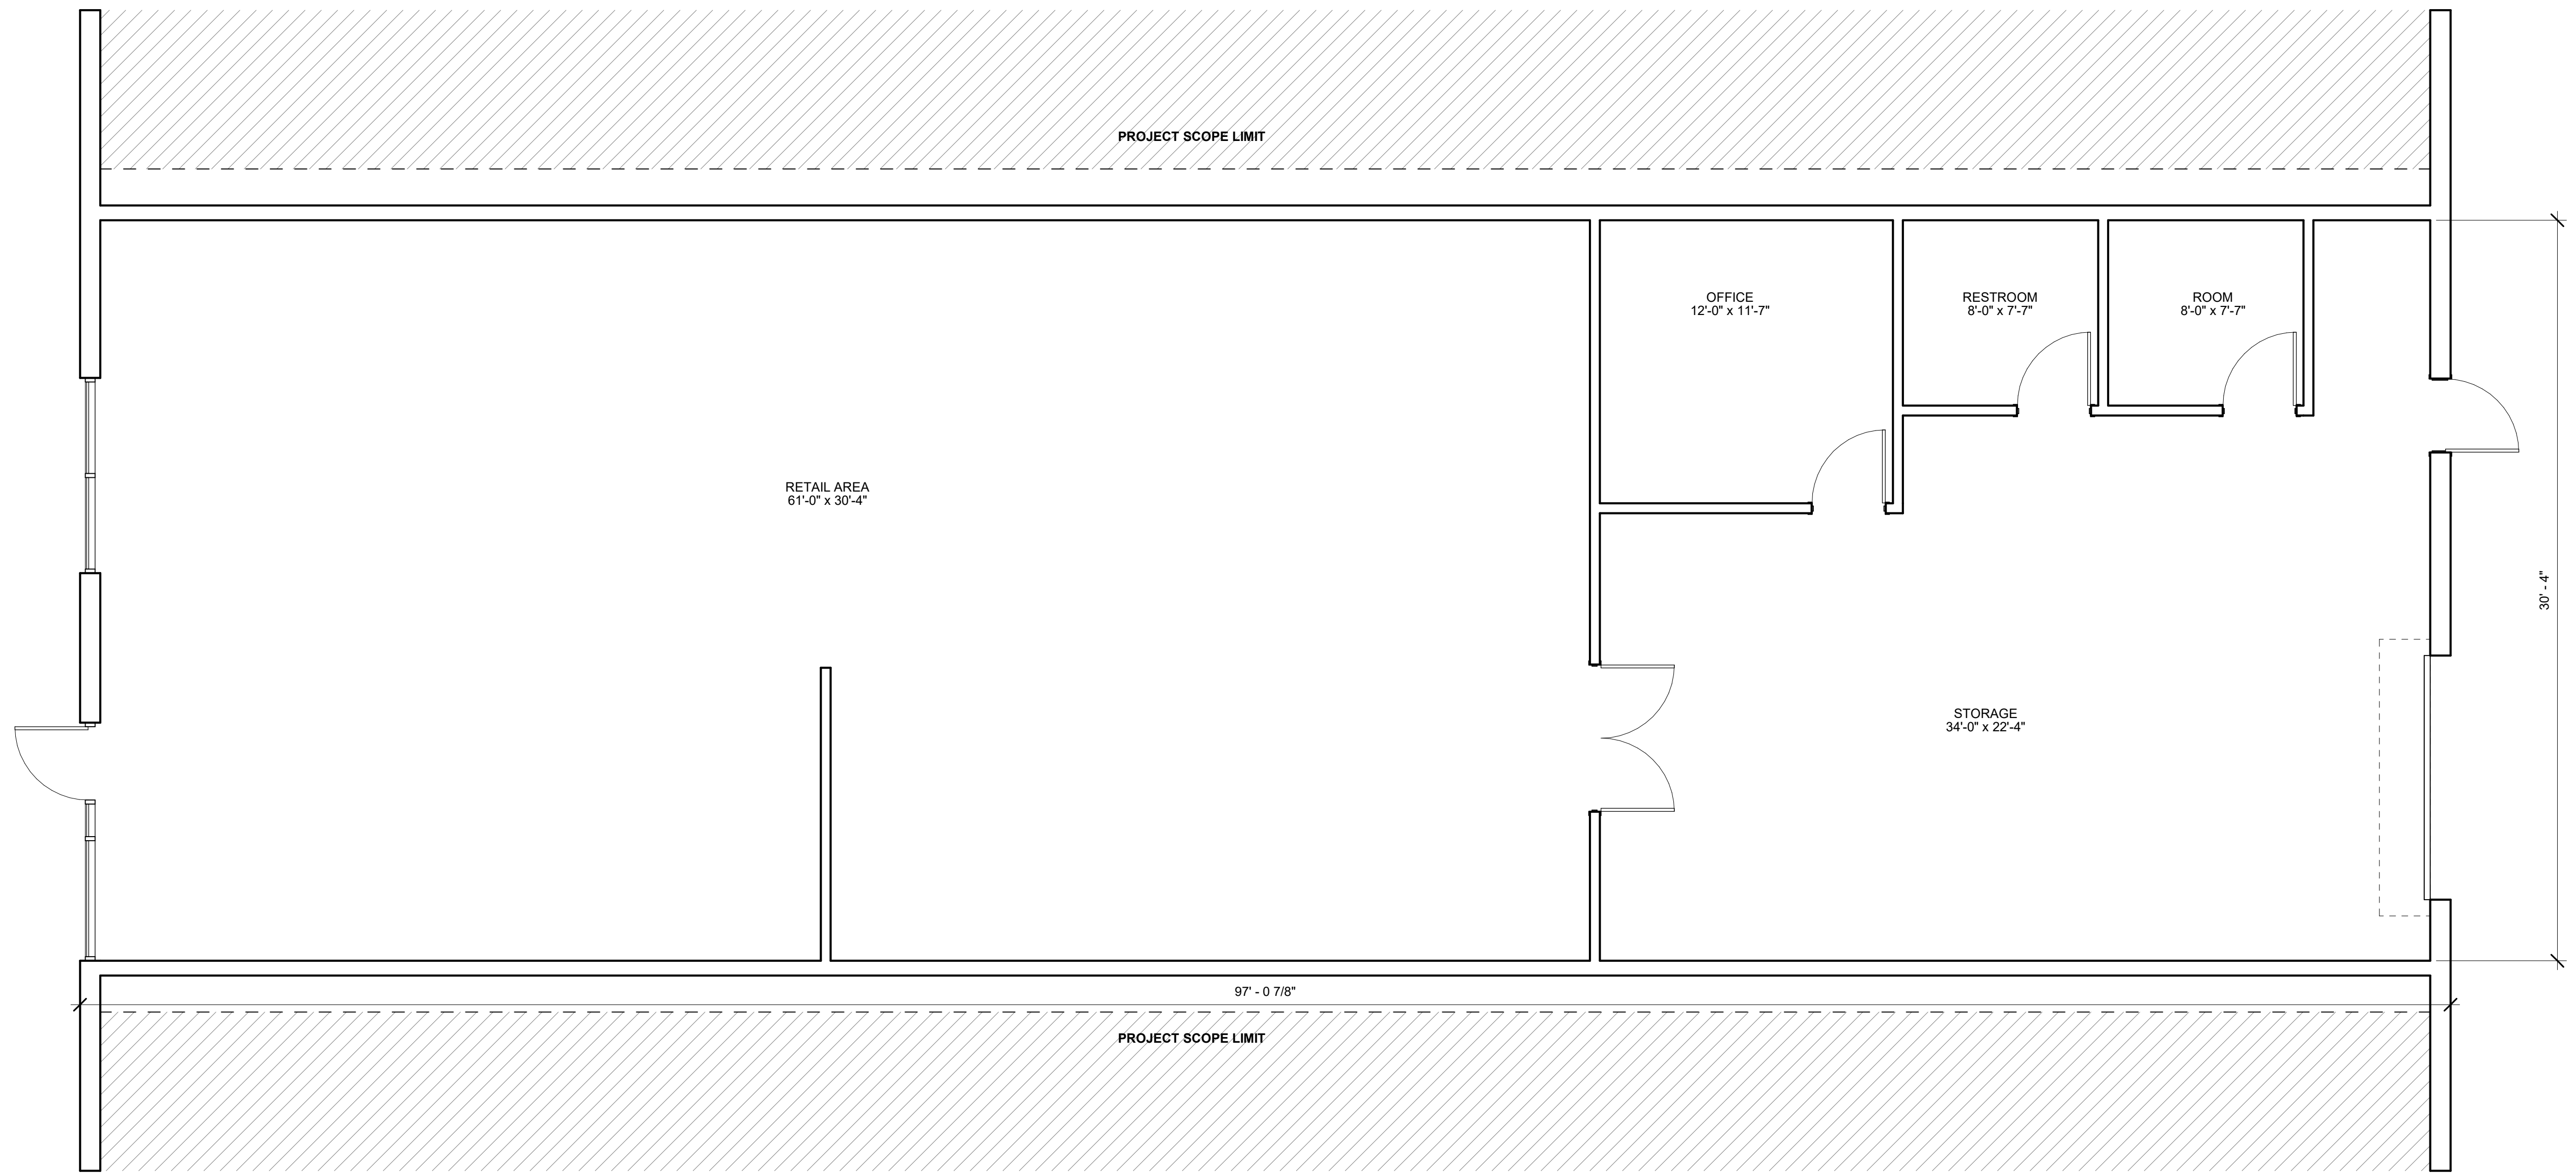 PROJECT SCOPE LIMIT
OFFICE
12'-0" x 11'-7"
RESTROOM
8'-0" x 7'-7"
ROOM
8'-0" x 7'-7"
RETAIL AREA
61'-0" x 30'-4"
30' - 4"
STORAGE
34'-0" x 22'-4"
97' - 0 7/8"
PROJECT SCOPE LIMIT